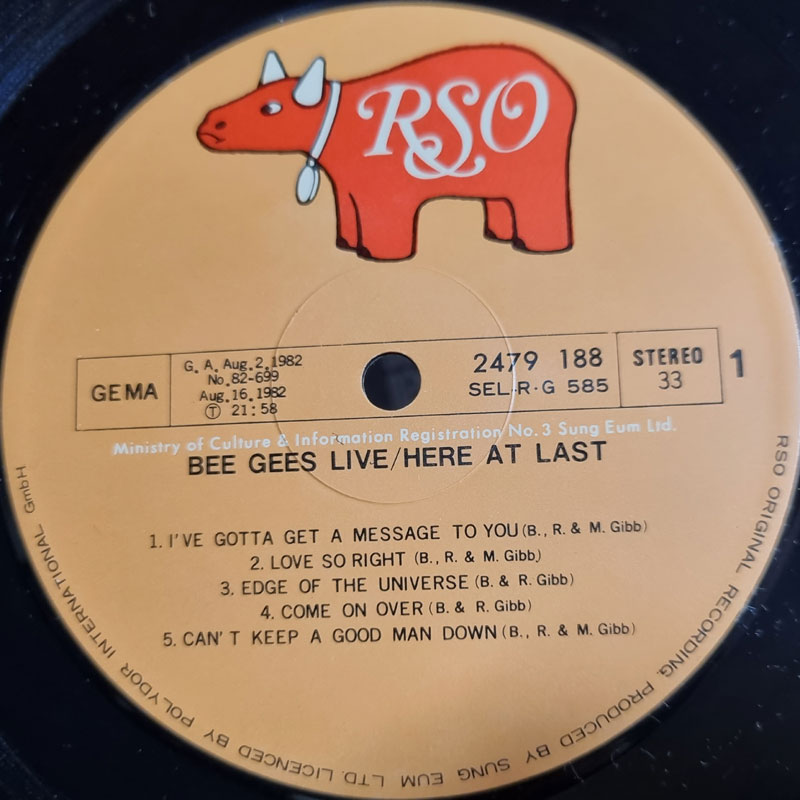 RSO
GEMA
G. A. Aug. 2. 1982
No. 82-699
Aug. 16. 1982
Ⓣ 21:58
2479 188
SEL-R·G 585
STEREO
33
1
Ministry of Culture & Information Registration No. 3 Sung Eum Ltd.
BEE GEES LIVE/HERE AT LAST
1. I'VE GOTTA GET A MESSAGE TO YOU (B., R. & M. Gibb)
2. LOVE SO RIGHT (B., R. & M. Gibb)
3. EDGE OF THE UNIVERSE (B. & R. Gibb)
4. COME ON OVER (B. & R. Gibb)
5. CAN'T KEEP A GOOD MAN DOWN (B., R. & M. Gibb)
RSO ORIGINAL RECORDING. PRODUCED BY SUNG EUM LTD. LICENCED BY POLYDOR INTERNATIONAL GmbH